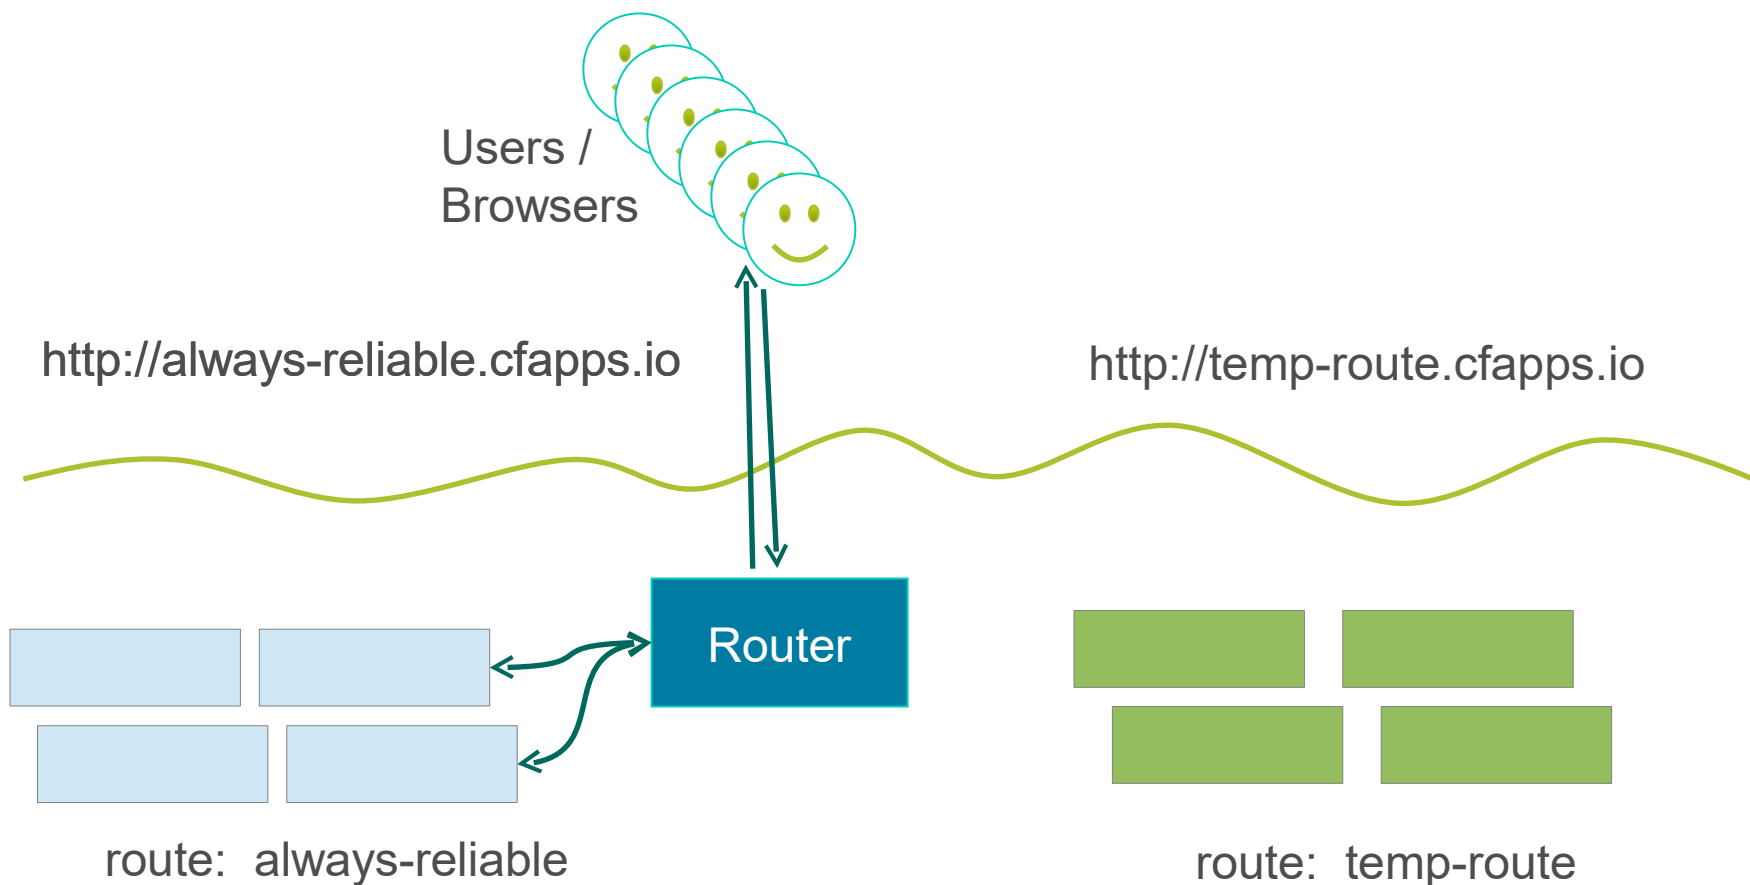 Users /
Browsers
http://always-reliable.cfapps.io
http://temp-route.cfapps.io
Router
route: always-reliable
route: temp-route